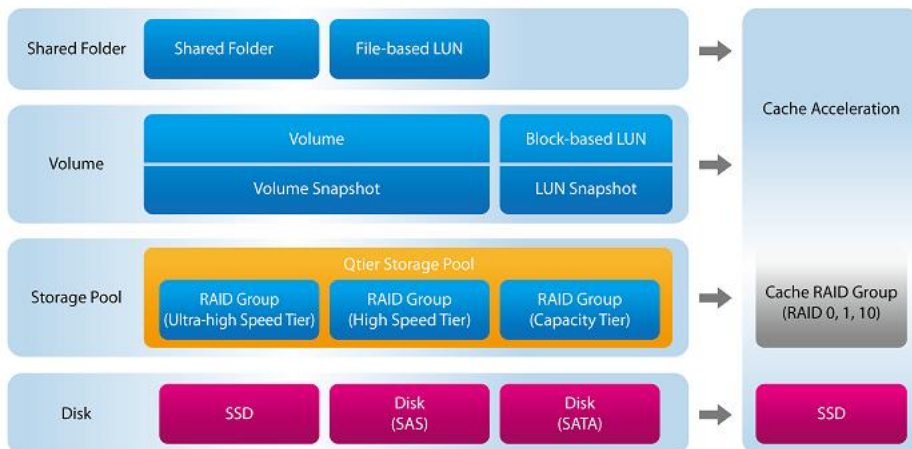 Shared Folder
Shared Folder
File-based LUN
Cache Acceleration
Volume
Volume
Block-based LUN
Volume Snapshot
LUN Snapshot
Storage Pool
Qtier Storage Pool
RAID Group
(Ultra-high Speed Tier)
RAID Group
(High Speed Tier)
RAID Group
(Capacity Tier)
Cache RAID Group
(RAID 0, 1, 10)
Disk
SSD
Disk
(SAS)
Disk
(SATA)
SSD